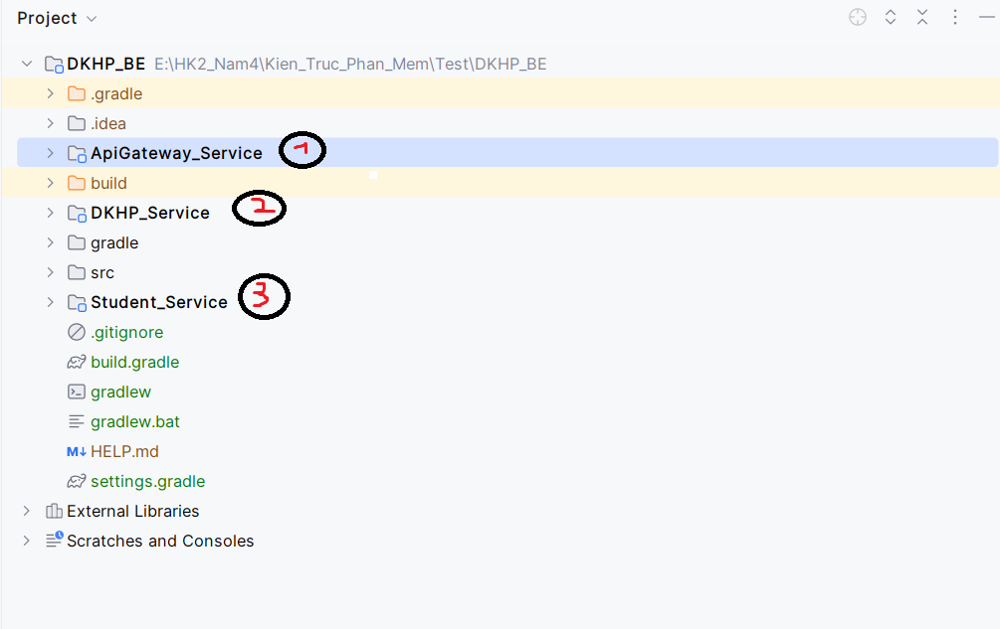 Project
DKHP_BE E:\HK2_Nam4\Kien_Truc_Phan_Mem\Test\DKHP_BE
.gradle
.idea
ApiGateway_Service 1
build
DKHP_Service 2
gradle
src
Student_Service 3
.gitignore
build.gradle
gradlew
gradlew.bat
M↓ HELP.md
settings.gradle
External Libraries
Scratches and Consoles